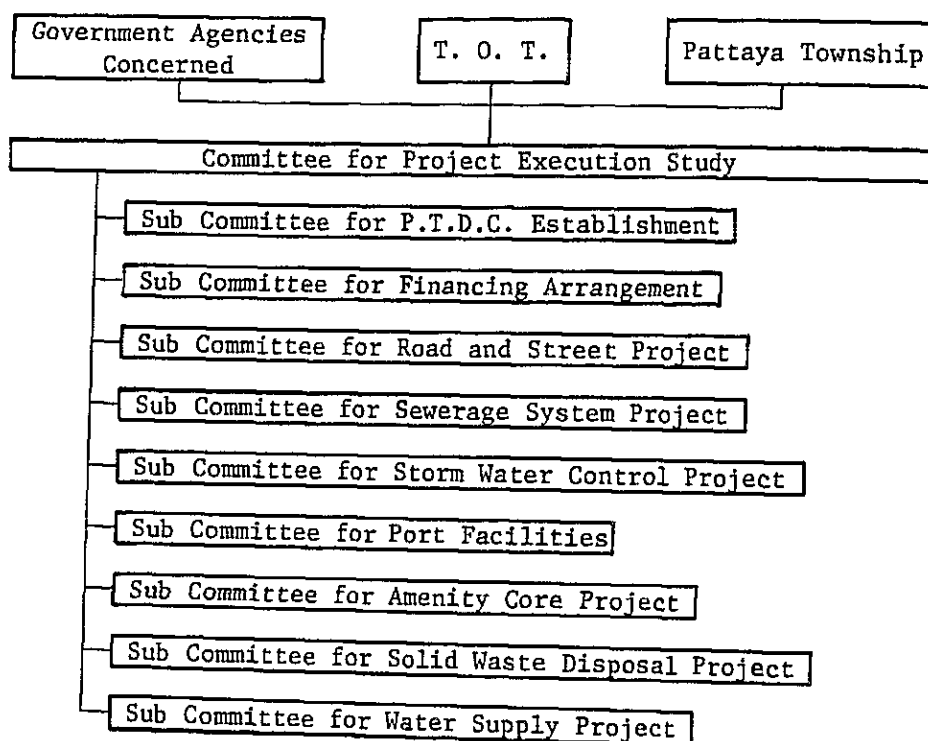 Government Agencies
Concerned
T. O. T.
Pattaya Township
Committee for Project Execution Study
Sub Committee for P.T.D.C. Establishment
Sub Committee for Financing Arrangement
Sub Committee for Road and Street Project
Sub Committee for Sewerage System Project
Sub Committee for Storm Water Control Project
Sub Committee for Port Facilities
Sub Committee for Amenity Core Project
Sub Committee for Solid Waste Disposal Project
Sub Committee for Water Supply Project